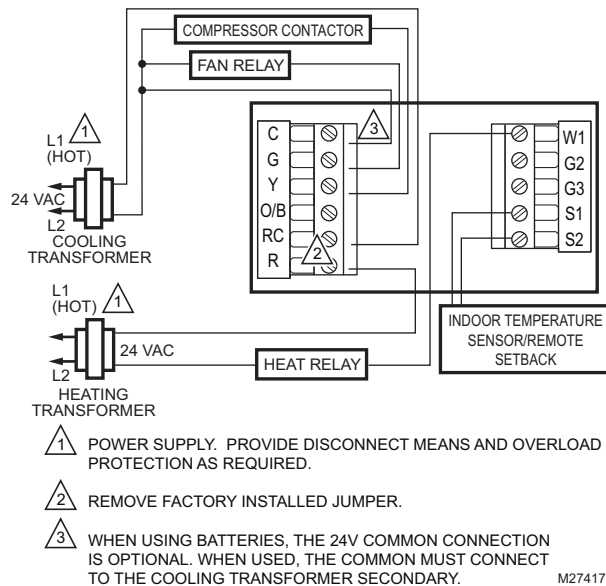 COMPRESSOR CONTACTOR
FAN RELAY
L1
(HOT)
1
24 VAC
L2
COOLING
TRANSFORMER
C
G
Y
O/B
RC
R
3
2
W1
G2
G3
S1
S2
L1
(HOT)
1
24 VAC
L2
HEATING
TRANSFORMER
HEAT RELAY
INDOOR TEMPERATURE
SENSOR/REMOTE
SETBACK
1 POWER SUPPLY. PROVIDE DISCONNECT MEANS AND OVERLOAD
PROTECTION AS REQUIRED.
2 REMOVE FACTORY INSTALLED JUMPER.
3 WHEN USING BATTERIES, THE 24V COMMON CONNECTION
IS OPTIONAL. WHEN USED, THE COMMON MUST CONNECT
TO THE COOLING TRANSFORMER SECONDARY.
M27417